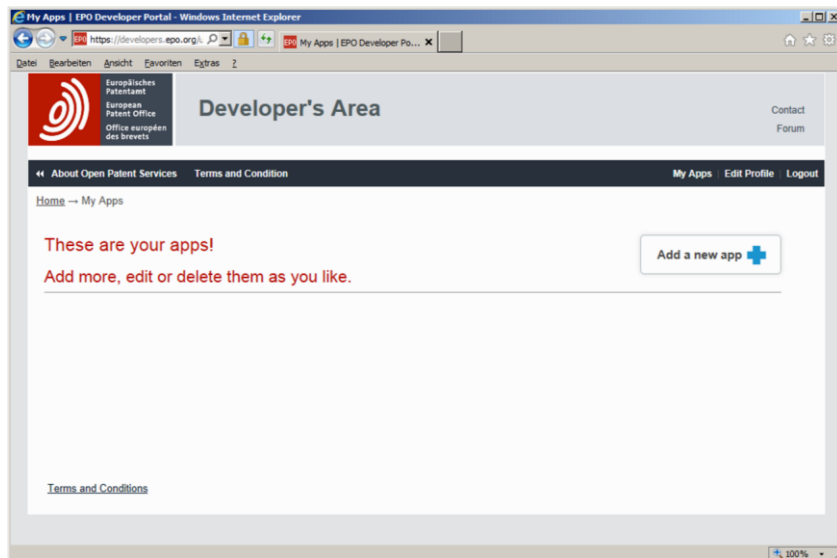 My Apps | EPO Developer Portal - Windows Internet Explorer
https://developers.epo.org/
EPO My Apps | EPO Developer Po...
Datei Bearbeiten Ansicht Favoriten Extras ?
Europäisches
Patentamt
European
Patent Office
Office européen
des brevets
Developer's Area
Contact
Forum
About Open Patent Services Terms and Condition My Apps | Edit Profile | Logout
Home → My Apps
These are your apps!
Add more, edit or delete them as you like.
Add a new app
Terms and Conditions
100%